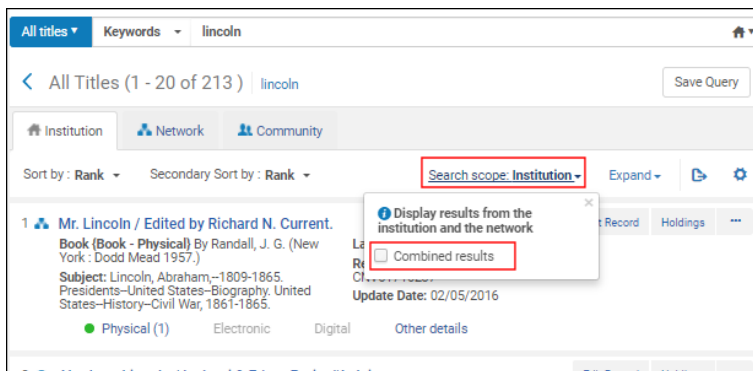 All titles Keywords lincoln
All Titles (1 - 20 of 213 ) lincoln Save Query
Institution Network Community
Sort by : Rank Secondary Sort by : Rank Search scope: Institution Expand
1 Mr. Lincoln / Edited by Richard N. Current. Record Holdings ...
Display results from the
institution and the network
Combined results
Book {Book - Physical} By Randall, J. G. (New
York : Dodd Mead 1957.)
Subject: Lincoln, Abraham,--1809-1865.
Presidents--United States--Biography. United
States--History--Civil War, 1861-1865.
Update Date: 02/05/2016
Physical (1) Electronic Digital Other details